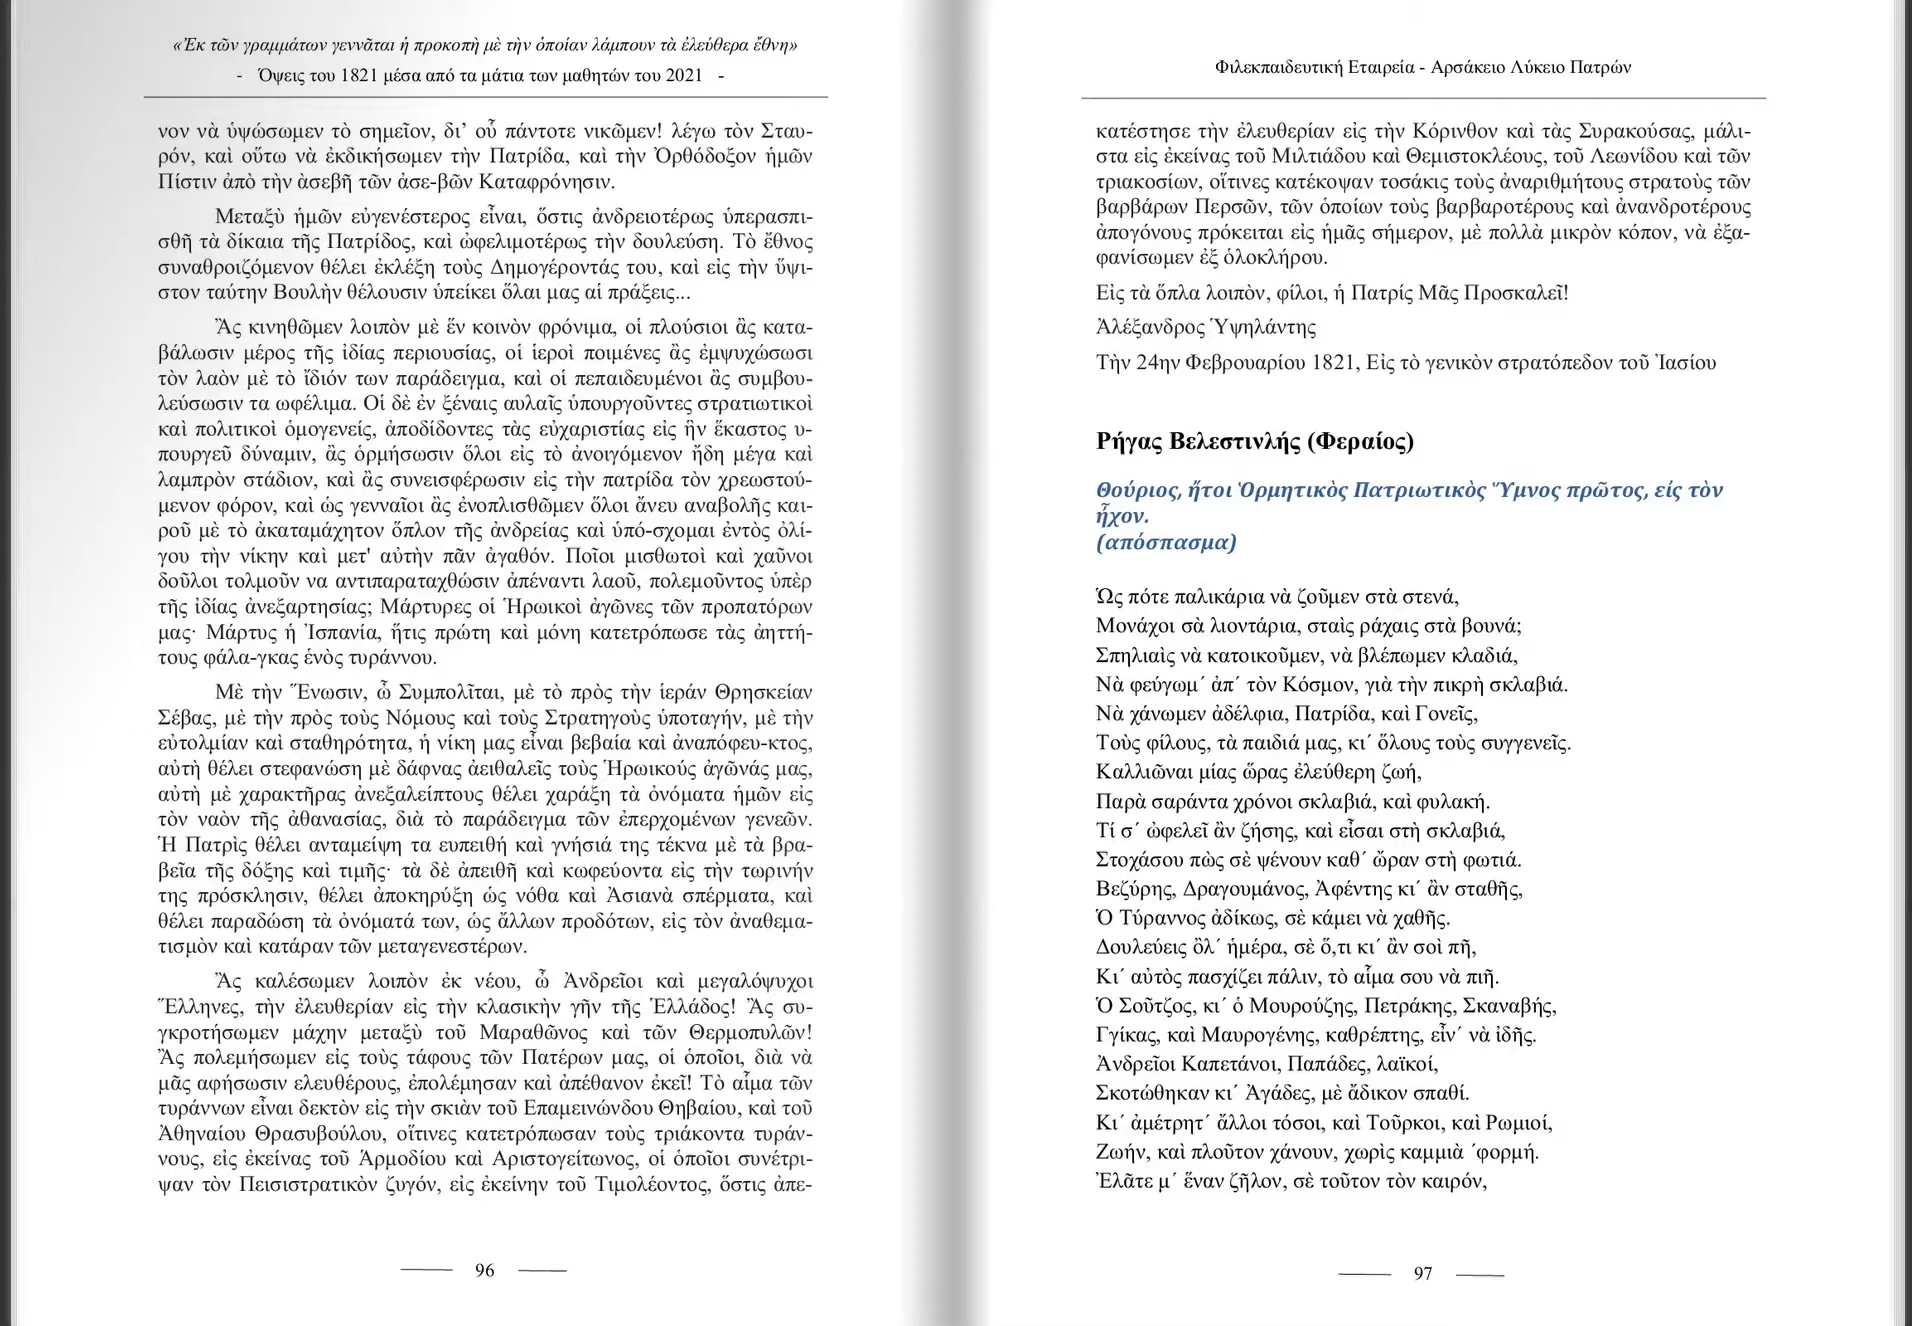 «Ἐκ τῶν γραμμάτων γεννᾶται ἡ προκοπὴ μὲ τὴν ὁποίαν λάμπουν τὰ ἐλεύθερα ἔθνη»
- Όψεις του 1821 μέσα από τα μάτια των μαθητών του 2021 -
νον νὰ ὑψώσωμεν τὸ σημεῖον, δι’ οὗ πάντοτε νικῶμεν! λέγω τὸν Σταυ-
ρόν, καὶ οὕτω νὰ ἐκδικήσωμεν τὴν Πατρίδα, καὶ τὴν Ὀρθόδοξον ἡμῶν
Πίστιν ἀπὸ τὴν ἀσεβῆ τῶν ἀσε-βῶν Καταφρόνησιν.
Μεταξὺ ἡμῶν εὐγενέστερος εἶναι, ὅστις ἀνδρειοτέρως ὑπερασπι-
σθῆ τὰ δίκαια τῆς Πατρίδος, καὶ ὠφελιμοτέρως τὴν δουλεύση. Τὸ ἔθνος
συναθροιζόμενον θέλει ἐκλέξη τοὺς Δημογέροντάς του, καὶ εἰς τὴν ὕψι-
στον ταύτην Βουλὴν θέλουσιν ὑπείκει ὅλαι μας αἱ πράξεις...
Ἂς κινηθῶμεν λοιπὸν μὲ ἕν κοινὸν φρόνιμα, οἱ πλούσιοι ἂς κατα-
βάλωσιν μέρος τῆς ἰδίας περιουσίας, οἱ ἱεροὶ ποιμένες ἂς ἐμψυχώσωσι
τὸν λαὸν μὲ τὸ ἴδιόν των παράδειγμα, καὶ οἱ πεπαιδευμένοι ἂς συμβου-
λεύσωσιν τα ωφέλιμα. Οἱ δὲ ἐν ξέναις αυλαῖς ὑπουργοῦντες στρατιωτικοὶ
καὶ πολιτικοὶ ὁμογενείς, ἀποδίδοντες τὰς εὐχαριστίας εἰς ἣν ἕκαστος υ-
πουργεῦ δύναμιν, ἂς ὁρμήσωσιν ὅλοι εἰς τὸ ἀνοιγόμενον ἤδη μέγα καὶ
λαμπρὸν στάδιον, καὶ ἂς συνεισφέρωσιν εἰς τὴν πατρίδα τὸν χρεωστού-
μενον φόρον, καὶ ὡς γενναῖοι ἂς ἐνοπλισθῶμεν ὅλοι ἄνευ αναβολῆς και-
ροῦ μὲ τὸ ἀκαταμάχητον ὅπλον τῆς ἀνδρείας καὶ ὑπό-σχομαι ἐντὸς ὀλί-
γου τὴν νίκην καὶ μετ' αὐτὴν πᾶν ἀγαθόν. Ποῖοι μισθωτοὶ καὶ χαῦνοι
δοῦλοι τολμοῦν να αντιπαραταχθώσιν ἀπέναντι λαοῦ, πολεμοῦντος ὑπὲρ
τῆς ἰδίας ἀνεξαρτησίας; Μάρτυρες οἱ Ἡρωικοὶ ἀγῶνες τῶν προπατόρων
μας· Μάρτυς ἡ Ἰσπανία, ἥτις πρώτη καὶ μόνη κατετρόπωσε τὰς ἀηττή-
τους φάλα-γκας ἑνὸς τυράννου.
Μὲ τὴν Ἕνωσιν, ὦ Συμπολῖται, μὲ τὸ πρὸς τὴν ἱεράν Θρησκείαν
Σέβας, μὲ τὴν πρὸς τοὺς Νόμους καὶ τοὺς Στρατηγοὺς ὑποταγήν, μὲ τὴν
εὐτολμίαν καὶ σταθηρότητα, ἡ νίκη μας εἶναι βεβαία καὶ ἀναπόφευ-κτος,
αὐτὴ θέλει στεφανώση μὲ δάφνας ἀειθαλεῖς τοὺς Ἡρωικούς ἀγῶνάς μας,
αὐτὴ μὲ χαρακτῆρας ἀνεξαλείπτους θέλει χαράξη τὰ ὀνόματα ἡμῶν εἰς
τὸν ναὸν τῆς ἀθανασίας, διὰ τὸ παράδειγμα τῶν ἐπερχομένων γενεῶν.
Ἡ Πατρὶς θέλει ανταμείψη τα ευπειθή καὶ γνήσιά της τέκνα μὲ τὰ βρα-
βεῖα τῆς δόξης καὶ τιμῆς· τὰ δὲ ἀπειθῆ καὶ κωφεύοντα εἰς τὴν τωρινήν
της πρόσκλησιν, θέλει ἀποκηρύξη ὡς νόθα καὶ Ἀσιανὰ σπέρματα, καὶ
θέλει παραδώση τὰ ὀνόματά των, ὡς ἄλλων προδότων, εἰς τὸν ἀναθεμα-
τισμὸν καὶ κατάραν τῶν μεταγενεστέρων.
Ἂς καλέσωμεν λοιπὸν ἐκ νέου, ὦ Ἀνδρεῖοι καὶ μεγαλόψυχοι
Ἕλληνες, τὴν ἐλευθερίαν εἰς τὴν κλασικὴν γῆν τῆς Ἑλλάδος! Ἂς συ-
γκροτήσωμεν μάχην μεταξὺ τοῦ Μαραθῶνος καὶ τῶν Θερμοπυλῶν!
Ἂς πολεμήσωμεν εἰς τοὺς τάφους τῶν Πατέρων μας, οἱ ὁποῖοι, διὰ νὰ
μᾶς αφήσωσιν ελευθέρους, ἐπολέμησαν καὶ ἀπέθανον ἐκεῖ! Τὸ αἷμα τῶν
τυράννων εἶναι δεκτὸν εἰς τὴν σκιὰν τοῦ Επαμεινώνδου Θηβαίου, καὶ τοῦ
Ἀθηναίου Θρασυβούλου, οἵτινες κατετρόπωσαν τοὺς τριάκοντα τυράν-
νους, εἰς ἐκείνας τοῦ Ἁρμοδίου καὶ Αριστογείτωνος, οἱ ὁποῖοι συνέτρι-
ψαν τὸν Πεισιστρατικὸν ζυγόν, εἰς ἐκείνην τοῦ Τιμολέοντος, ὅστις ἀπε-
96
Φιλεκπαιδευτική Εταιρεία - Αρσάκειο Λύκειο Πατρών
κατέστησε τὴν ἐλευθερίαν εἰς τὴν Κόρινθον καὶ τὰς Συρακούσας, μάλι-
στα εἰς ἐκείνας τοῦ Μιλτιάδου καὶ Θεμιστοκλέους, τοῦ Λεωνίδου καὶ τῶν
τριακοσίων, οἵτινες κατέκοψαν τοσάκις τοὺς ἀναριθμήτους στρατοὺς τῶν
βαρβάρων Περσῶν, τῶν ὁποίων τοὺς βαρβαροτέρους καὶ ἀνανδροτέρους
ἀπογόνους πρόκειται εἰς ἡμᾶς σήμερον, μὲ πολλὰ μικρὸν κόπον, νὰ ἐξα-
φανίσωμεν ἐξ ὁλοκλήρου.
Εἰς τὰ ὅπλα λοιπὸν, φίλοι, ἡ Πατρίς Μᾶς Προσκαλεῖ!
Ἀλέξανδρος Ὑψηλάντης
Τὴν 24ην Φεβρουαρίου 1821, Εἰς τὸ γενικὸν στρατόπεδον τοῦ Ἰασίου
Ρήγας Βελεστινλής (Φεραίος)
Θούριος, ἤτοι Ὁρμητικὸς Πατριωτικὸς Ὕμνος πρῶτος, είς τὸν
ἦχον.
(απόσπασμα)
Ὡς πότε παλικάρια νὰ ζοῦμεν στὰ στενά,
Μονάχοι σὰ λιοντάρια, σταὶς ράχαις στὰ βουνά;
Σπηλιαὶς νὰ κατοικοῦμεν, νὰ βλέπωμεν κλαδιά,
Νὰ φεύγωμ΄ ἀπ΄ τὸν Κόσμον, γιὰ τὴν πικρὴ σκλαβιά.
Νὰ χάνωμεν ἀδέλφια, Πατρίδα, καὶ Γονεῖς,
Τοὺς φίλους, τὰ παιδιά μας, κι΄ ὅλους τοὺς συγγενεῖς.
Καλλιῶναι μίας ὥρας ἐλεύθερη ζωή,
Παρὰ σαράντα χρόνοι σκλαβιά, καὶ φυλακή.
Τί σ΄ ὠφελεῖ ἂν ζήσης, καὶ εἶσαι στὴ σκλαβιά,
Στοχάσου πὼς σὲ ψένουν καθ΄ ὥραν στὴ φωτιά.
Βεζύρης, Δραγουμάνος, Ἀφέντης κι΄ ἂν σταθῆς,
Ὁ Τύραννος ἀδίκως, σὲ κάμει νὰ χαθῆς.
Δουλεύεις ὂλ΄ ἡμέρα, σὲ ὅ,τι κι΄ ἂν σοὶ πῆ,
Κι΄ αὐτὸς πασχίζει πάλιν, τὸ αἷμα σου νὰ πιῆ.
Ὁ Σοῦτζος, κι΄ ὁ Μουρούζης, Πετράκης, Σκαναβής,
Γγίκας, καὶ Μαυρογένης, καθρέπτης, εἶν΄ νὰ ἰδῆς.
Ἀνδρεῖοι Καπετάνοι, Παπάδες, λαϊκοί,
Σκοτώθηκαν κι΄ Ἀγάδες, μὲ ἄδικον σπαθί.
Κι΄ ἀμέτρητ΄ ἄλλοι τόσοι, καὶ Τοῦρκοι, καὶ Ρωμιοί,
Ζωήν, καὶ πλοῦτον χάνουν, χωρὶς καμμιὰ ΄φορμή.
Ἐλᾶτε μ΄ ἕναν ζῆλον, σὲ τοῦτον τὸν καιρόν,
97